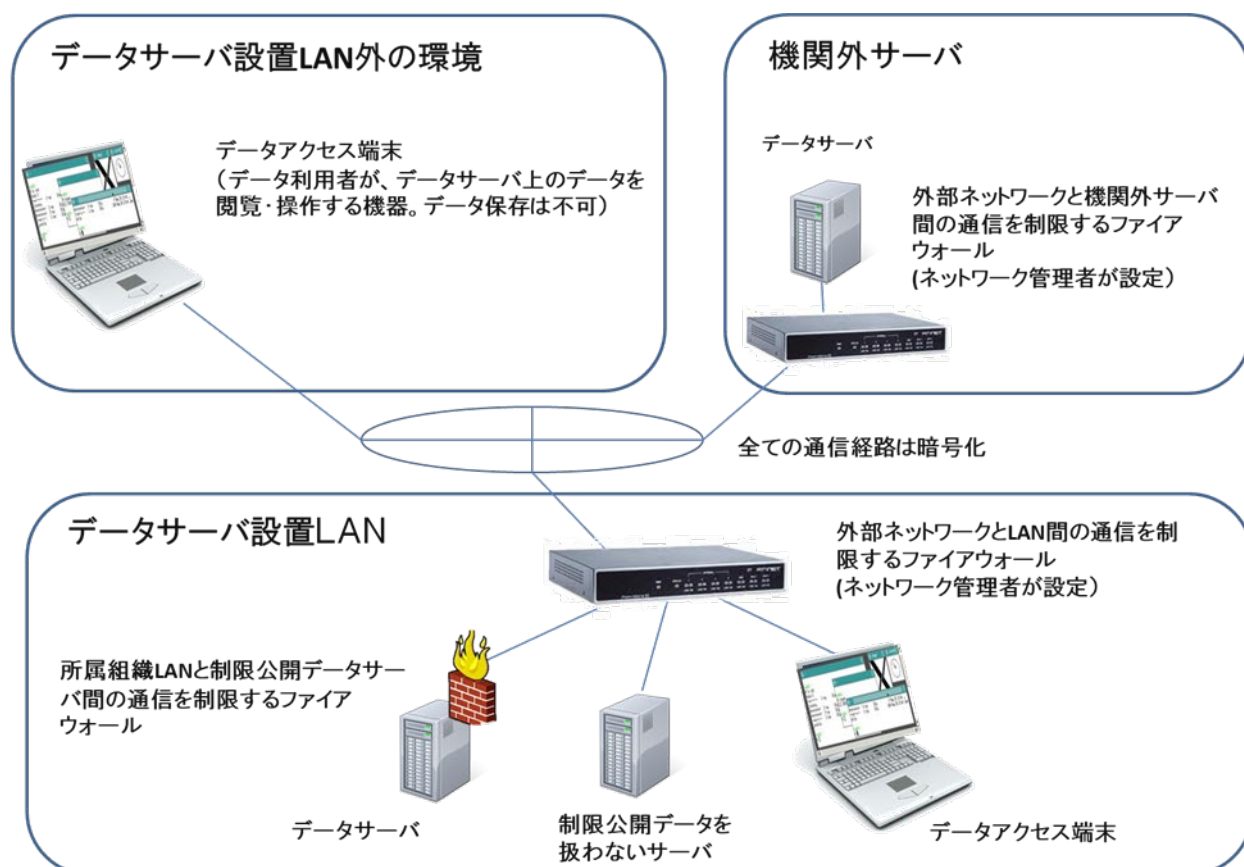 データサーバ設置LAN外の環境
データアクセス端末
（データ利用者が、データサーバ上のデータを
閲覧・操作する機器。データ保存は不可）
機関外サーバ
データサーバ
外部ネットワークと機関外サーバ
間の通信を制限するファイア
ウォール
(ネットワーク管理者が設定）
全ての通信経路は暗号化
データサーバ設置LAN
外部ネットワークとLAN間の通信を制
限するファイアウォール
(ネットワーク管理者が設定）
所属組織LANと制限公開データサー
バ間の通信を制限するファイア
ウォール
データサーバ
制限公開データを
扱わないサーバ
データアクセス端末